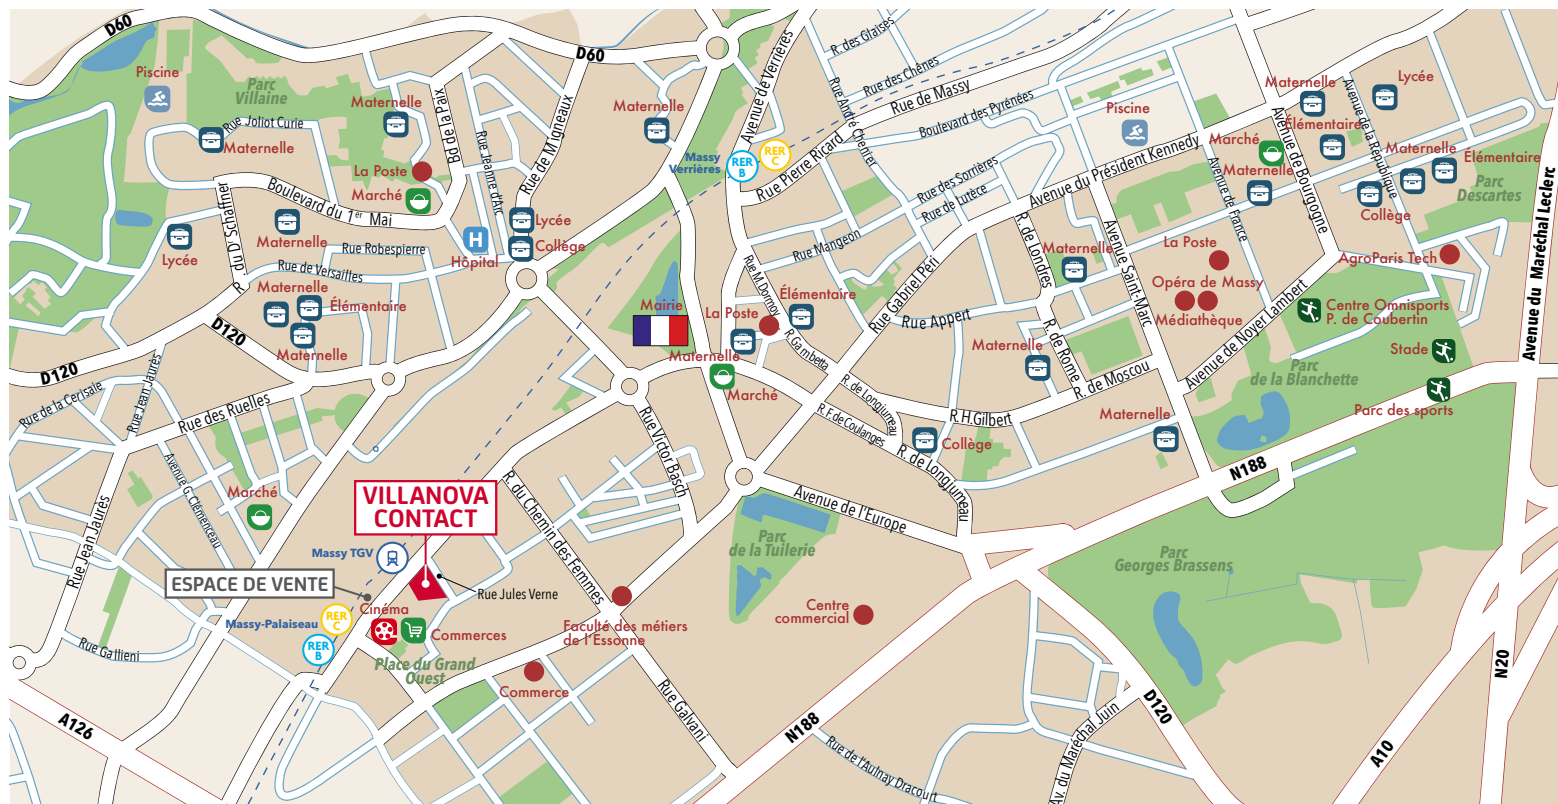 D60
D60
Piscine
Parc
Villaine
Maternelle
Rue Joliot Curie
Maternelle
La Poste
Marché
Bd de la Paix
Rue Jeanne d'Arc
Rue de Migneaux
Maternelle
Massy
Verrières
RER
B
RER
C
Avenue de Verrières
R. des Glaises
Rue des Chênes
Rue de Massy
Rue André Chenier
Boulevard des Pyrénées
Rue Pierre Ricard
Piscine
Maternelle
Lycée
Élémentaire
Marché
Maternelle
Avenue de la République
Avenue de Bourgogne
Avenue de France
Maternelle
Élémentaire
Collège
Parc
Descartes
Avenue du Maréchal Leclerc
Boulevard du 1er Mai
R. du Dr Schaffner
Lycée
Maternelle
Rue Robespierre
Rue de Versailles
H
Hôpital
Lycée
Collège
Maternelle
Élémentaire
Maternelle
Rue des Sorrières
Rue de Lutèce
Avenue du Président Kennedy
Rue Mangeon
Rue M. Dormoy
Rue Gabriel Péri
R. de Londres
Maternelle
Avenue Saint-Marc
La Poste
Opéra de Massy
Médiathèque
AgroParis Tech
Centre Omnisports
P. de Coubertin
Stade
Parc des sports
Parc
de la Blanchette
Avenue de Noyer Lambert
Mairie
La Poste
Élémentaire
Maternelle
Marché
R. Gambetta
Rue Appert
Maternelle
R. de Rome
R. de Moscou
Maternelle
D120
D120
Rue de la Cerisaie
Rue Jean Jaurès
Rue des Ruelles
R. de Longjumeau
R. F. de Coulanges
R. H. Gilbert
Collège
R. de Longjumeau
N188
Rue Victor Basch
Avenue G. Clémenceau
Marché
Rue Jean Jaurès
VILLANOVA
CONTACT
R. du Chemin des Femmes
Avenue de l'Europe
Parc
de la Tuilerie
Parc
Georges Brassens
Massy TGV
ESPACE DE VENTE
Rue Jules Verne
Massy-Palaiseau
RER
C
RER
B
Cinéma
Commerces
Place du Grand
Ouest
Faculté des métiers
de l'Essonne
Centre
commercial
Commerce
Rue Gallieni
Rue Galvani
A126
N188
D120
Rue de l'Aulnay Dracourt
Av. du Maréchal Juin
A10
N20